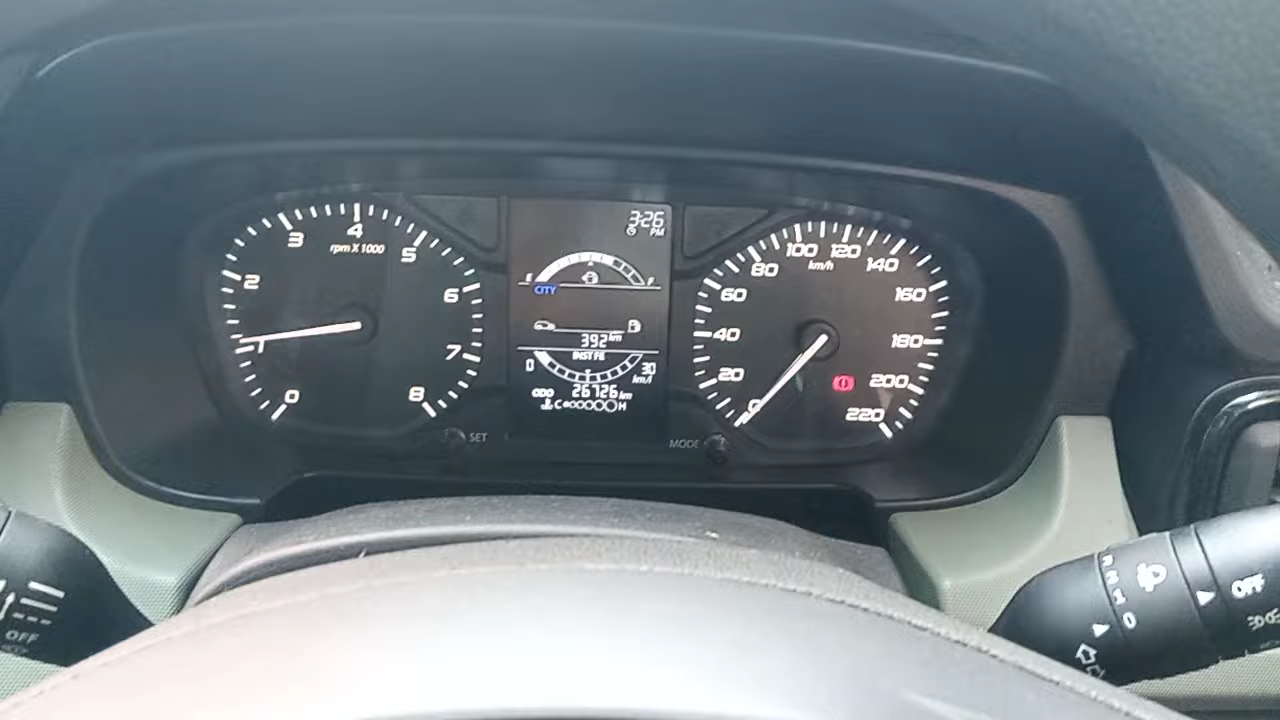 3:26
PM
0
1
2
3
4
5
6
7
8
rpm X 1000
E
F
CITY
392 km
INST FE
0
30
km/l
ODO 26726 km
C
H
SET
MODE
0
20
40
60
80
100
120
140
160
180
200
220
km/h
OFF
OFF